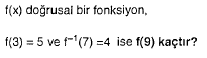 f(x) doğrusal bir fonksiyon,
f(3) = 5 ve f⁻¹(7) =4 ise f(9) kaçtır?